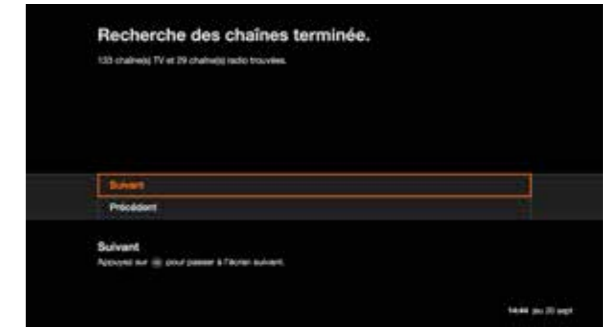 Recherche des chaînes terminée.
133 chaîne(s) TV et 29 chaîne(s) radio trouvées.
Suivant
Précédent
Suivant
Appuyez sur pour passer à l'écran suivant.
14:44 jeu 20 sept